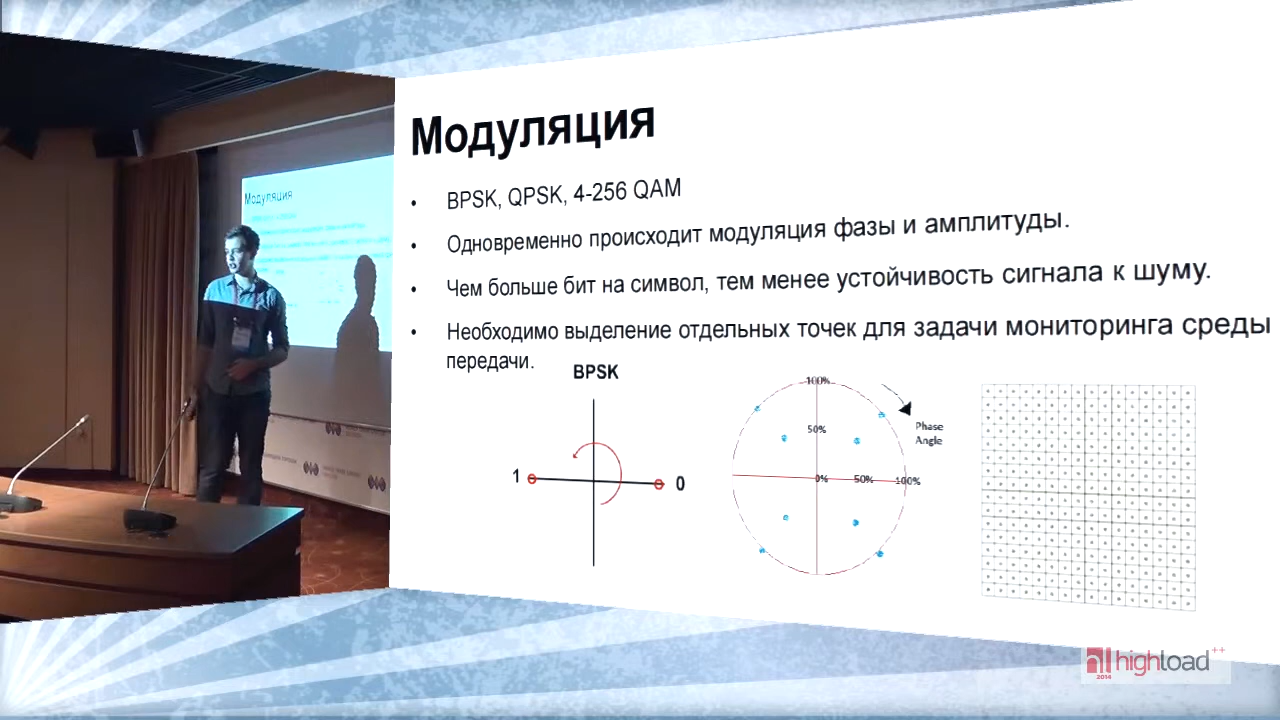 Модуляция
Модуляция
• BPSK, QPSK, 4-256 QAM
• Одновременно происходит модуляция фазы и амплитуды.
• Чем больше бит на символ, тем менее устойчивость сигнала к шуму.
• Необходимо выделение отдельных точек для задачи мониторинга среды
передачи.
BPSK
1
0
100%
50%
0%
50%
100%
Phase
Angle
highload++
2014